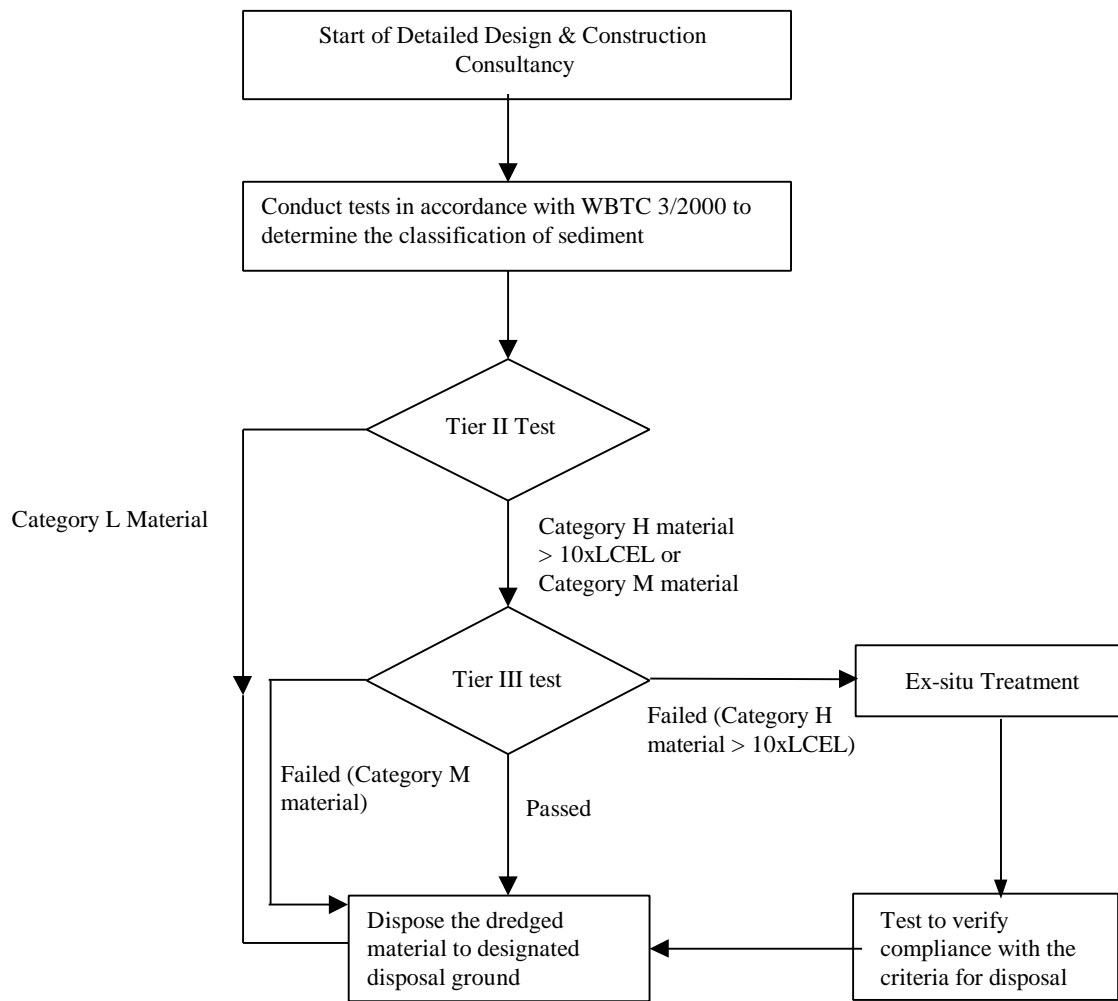 Start of Detailed Design & Construction
Consultancy
Conduct tests in accordance with WBTC 3/2000 to
determine the classification of sediment
Tier II Test
Category L Material
Category H material
> 10xLCEL or
Category M material
Tier III test
Ex-situ Treatment
Failed (Category H
material > 10xLCEL)
Failed (Category M
material)
Passed
Dispose the dredged
material to designated
disposal ground
Test to verify
compliance with the
criteria for disposal